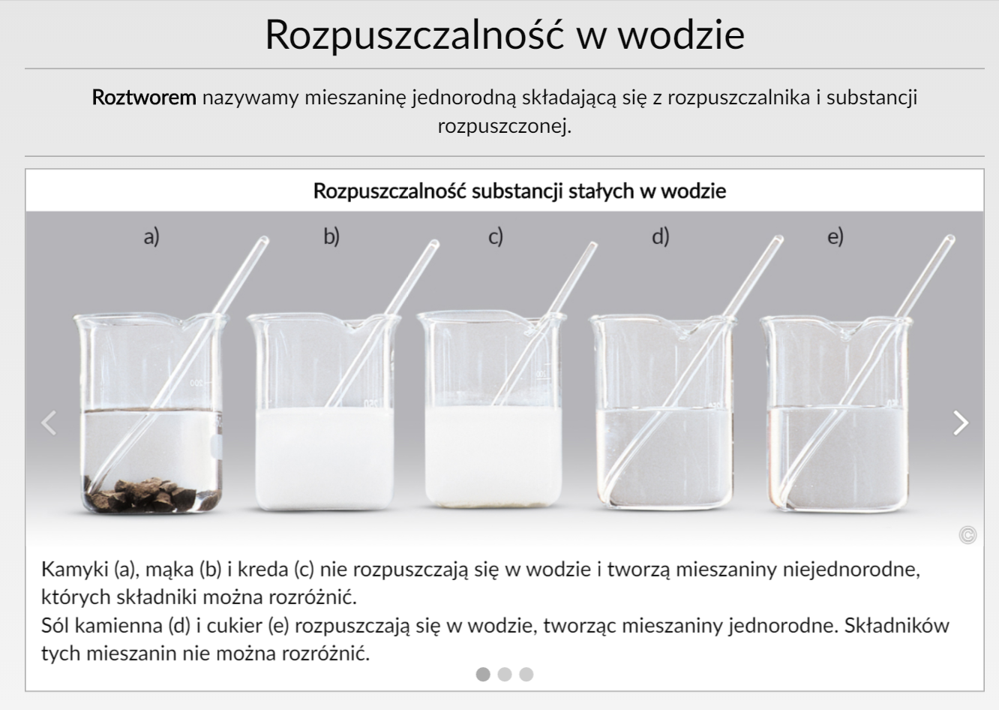 Rozpuszczalność w wodzie
Roztworem nazywamy mieszaninę jednorodną składającą się z rozpuszczalnika i substancji
rozpuszczonej.
Rozpuszczalność substancji stałych w wodzie
a) b) c) d) e)
Kamyki (a), mąka (b) i kreda (c) nie rozpuszczają się w wodzie i tworzą mieszaniny niejednorodne,
których składniki można rozróżnić.
Sól kamienna (d) i cukier (e) rozpuszczają się w wodzie, tworząc mieszaniny jednorodne. Składników
tych mieszanin nie można rozróżnić.